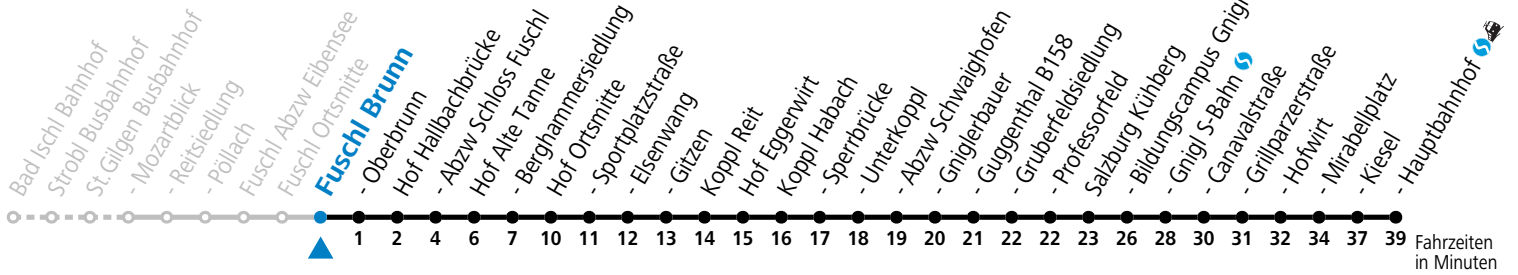 Bad Ischl Bahnhof
Strobl Busbahnhof
St.Gilgen Busbahnhof
- Mozartblick
- Reitsiedlung
- Pöllach
Fuschl Abzw Eibensee
Fuschl Ortsmitte
Fuschl Brunn
- Oberbrunn
Hof Hallbachbrücke
- Abzw Schloss Fuschl
Hof Alte Tanne
- Berghammersiedlung
Hof Ortsmitte
- Sportplatzstraße
- Elsenwang
- Gitzen
Koppl Reit
Hof Eggerwirt
Koppl Habach
- Sperrbrücke
- Unterkoppl
- Abzw Schwaighofen
- Gniglerbauer
- Guggenthal B158
- Gruberfeldsiedlung
- Professorfeld
Salzburg Kühberg
- Bildungscampus Gnigl
- Gnigl S-Bahn
- Canavalstraße
- Grillparzerstraße
- Hofwirt
- Mirabellplatz
- Kiesel
- Hauptbahnhof
1 2 4 6 7 10 11 12 13 14 15 16 17 18 19 20 21 22 22 23 26 28 30 31 32 34 37 39
Fahrzeiten
in Minuten